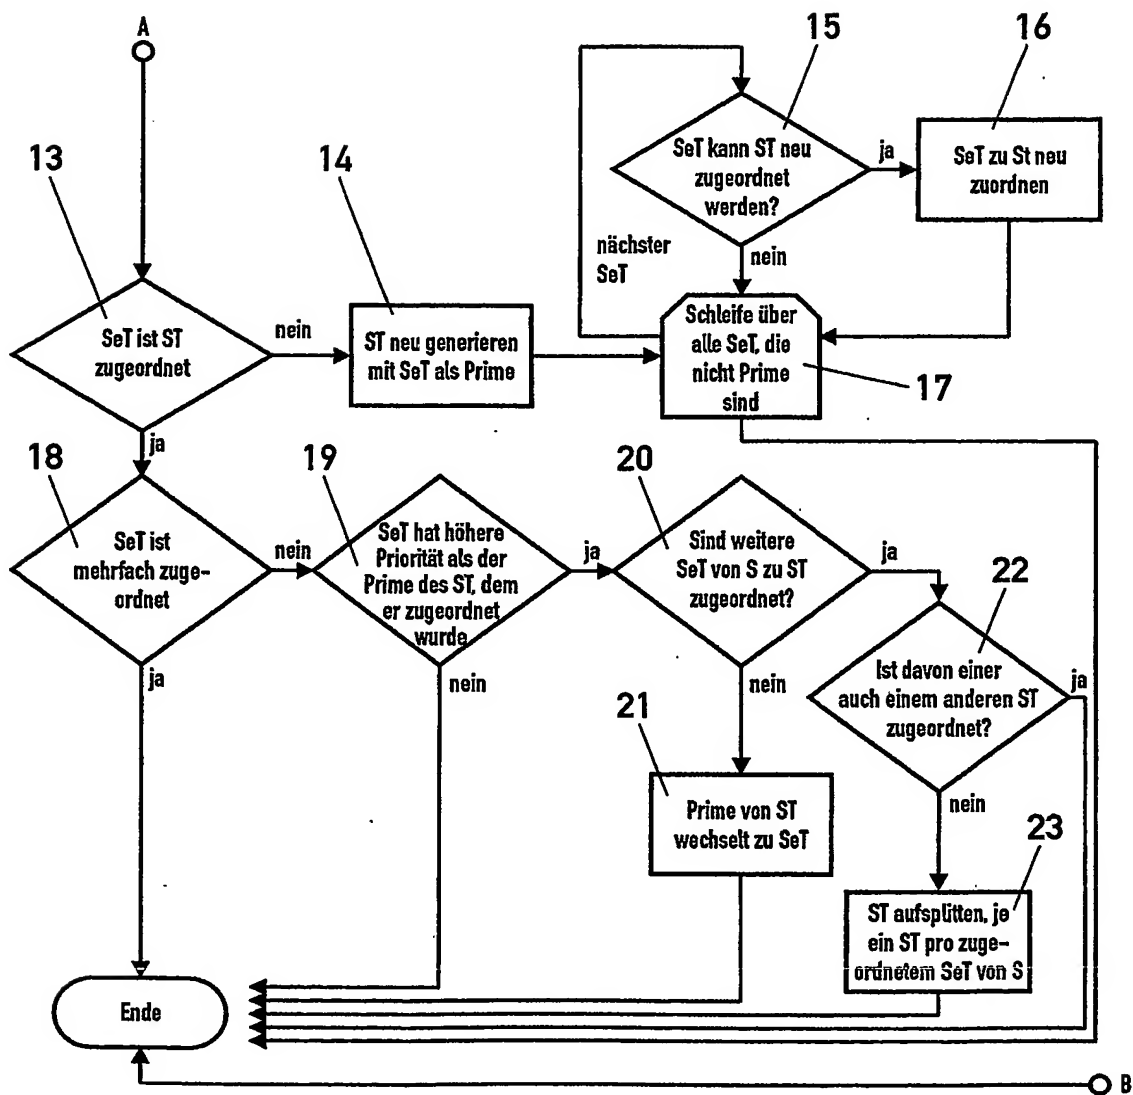 A
15
16
13
14
SeT kann ST neu
zugeordnet
werden?
ja
SeT zu St neu
zuordnen
nächster
SeT
nein
SeT ist ST
zugeordnet
nein
ST neu generieren
mit SeT als Prime
Schleife über
alle SeT, die
nicht Prime
sind
17
ja
18
19
20
SeT ist
mehrfach zuge-
ordnet
nein
SeT hat höhere
Priorität als der
Prime des ST, dem
er zugeordnet
wurde
ja
Sind weitere
SeT von S zu ST
zugeordnet?
ja
22
ja
nein
nein
Ist davon einer
auch einem anderen ST
zugeordnet?
ja
21
Prime von ST
wechselt zu SeT
nein
23
ST aufsplitten, je
ein ST pro zuge-
ordnetem SeT von S
Ende
B